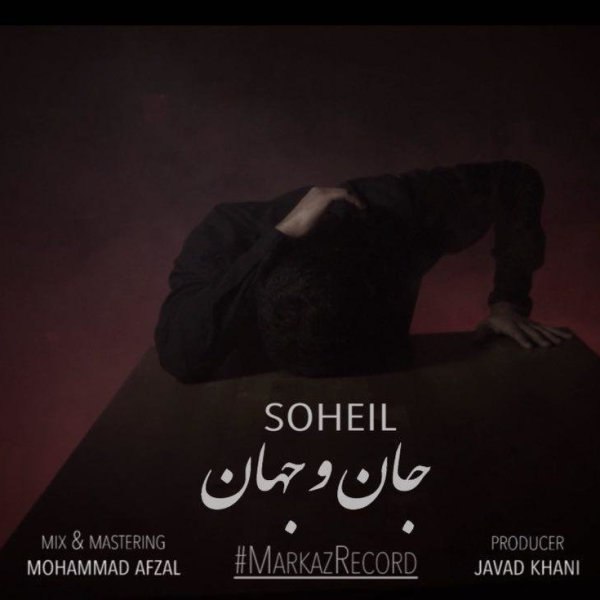 SOHEIL
جان و جهان
MIX & MASTERING
MOHAMMAD AFZAL
#MARKAZRECORD
PRODUCER
JAVAD KHANI